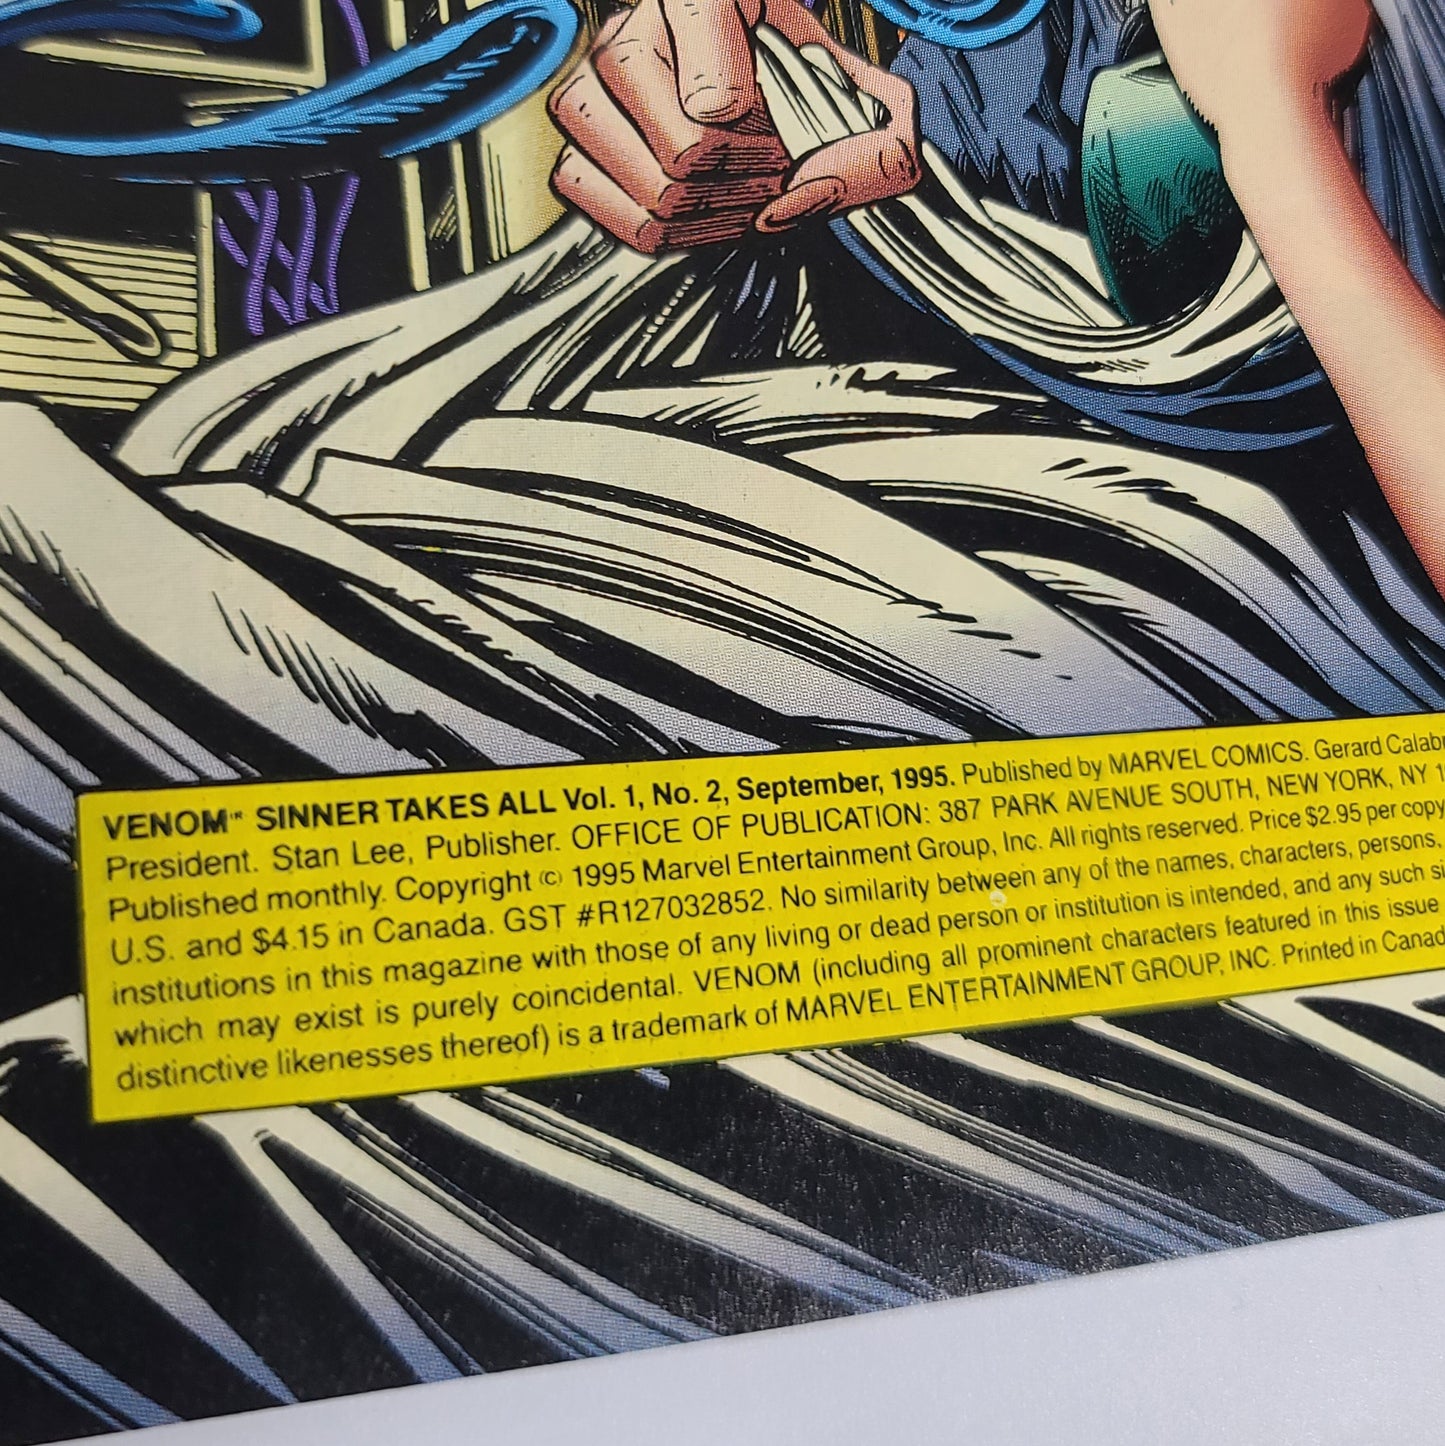 VENOM™ SINNER TAKES ALL Vol. 1, No. 2, September, 1995. Published by MARVEL COMICS. Gerard Calabr
President. Stan Lee, Publisher. OFFICE OF PUBLICATION: 387 PARK AVENUE SOUTH, NEW YORK, NY 1
Published monthly. Copyright © 1995 Marvel Entertainment Group, Inc. All rights reserved. Price $2.95 per copy
U.S. and $4.15 in Canada. GST #R127032852. No similarity between any of the names, characters, persons,
institutions in this magazine with those of any living or dead person or institution is intended, and any such si
which may exist is purely coincidental. VENOM (including all prominent characters featured in this issue
distinctive likenesses thereof) is a trademark of MARVEL ENTERTAINMENT GROUP, INC. Printed in Canad